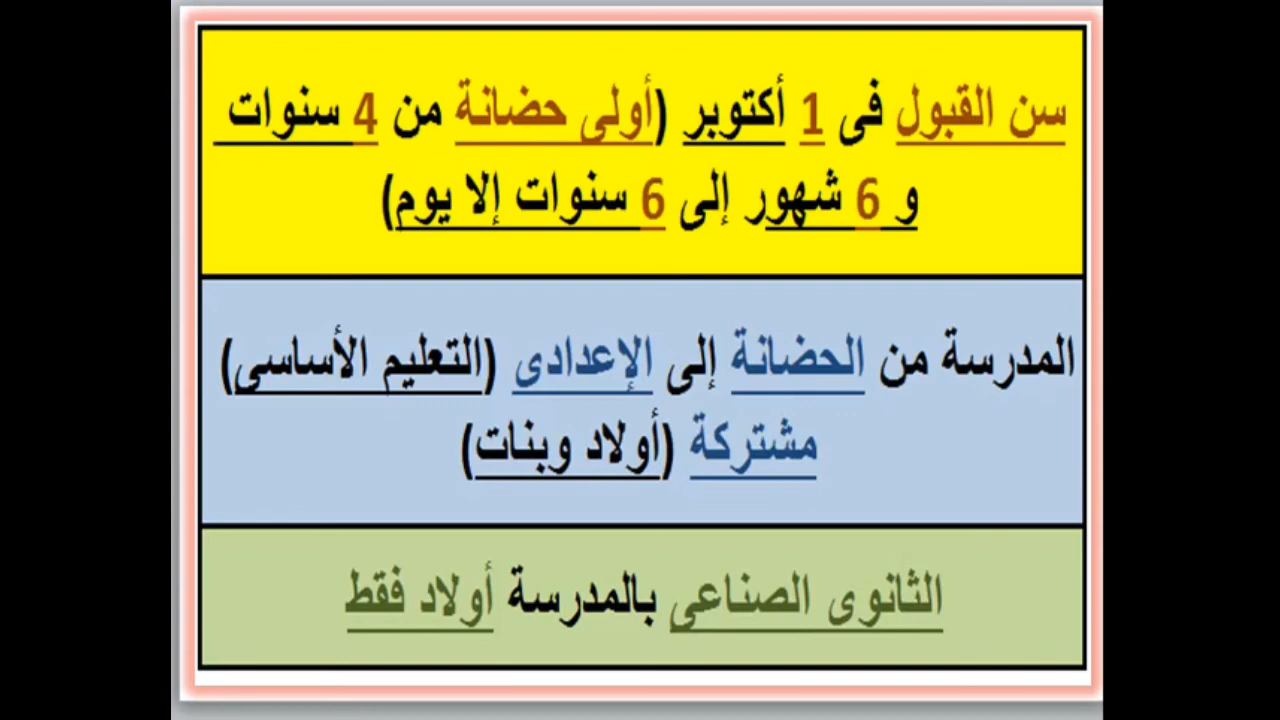 سن القبول فى 1 أكتوبر (أولى حضانة من 4 سنوات
و 6 شهور إلى 6 سنوات إلا يوم)
المدرسة من الحضانة إلى الإعدادى (التعليم الأساسى)
مشتركة (أولاد وبنات)
الثانوى الصناعى بالمدرسة أولاد فقط